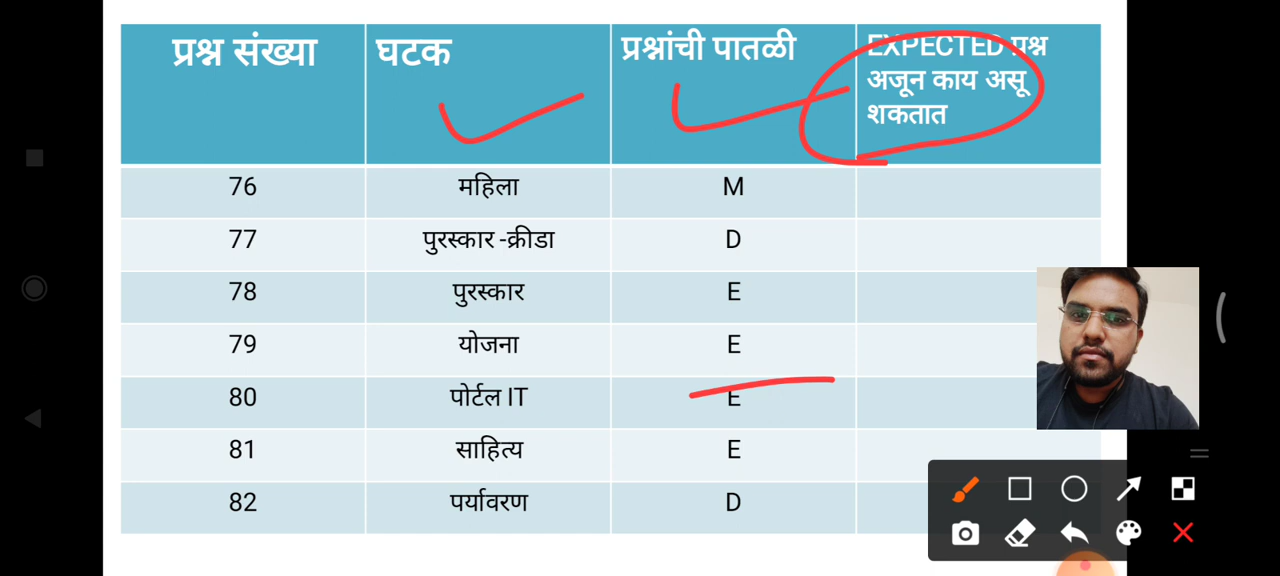 प्रश्न संख्या घटक प्रश्नांची पातळी EXPECTED प्रश्न
अजून काय असू
शकतात
76 महिला M
77 पुरस्कार -क्रीडा D
78 पुरस्कार E
79 योजना E
80 पोर्टल IT E
81 साहित्य E
82 पर्यावरण D